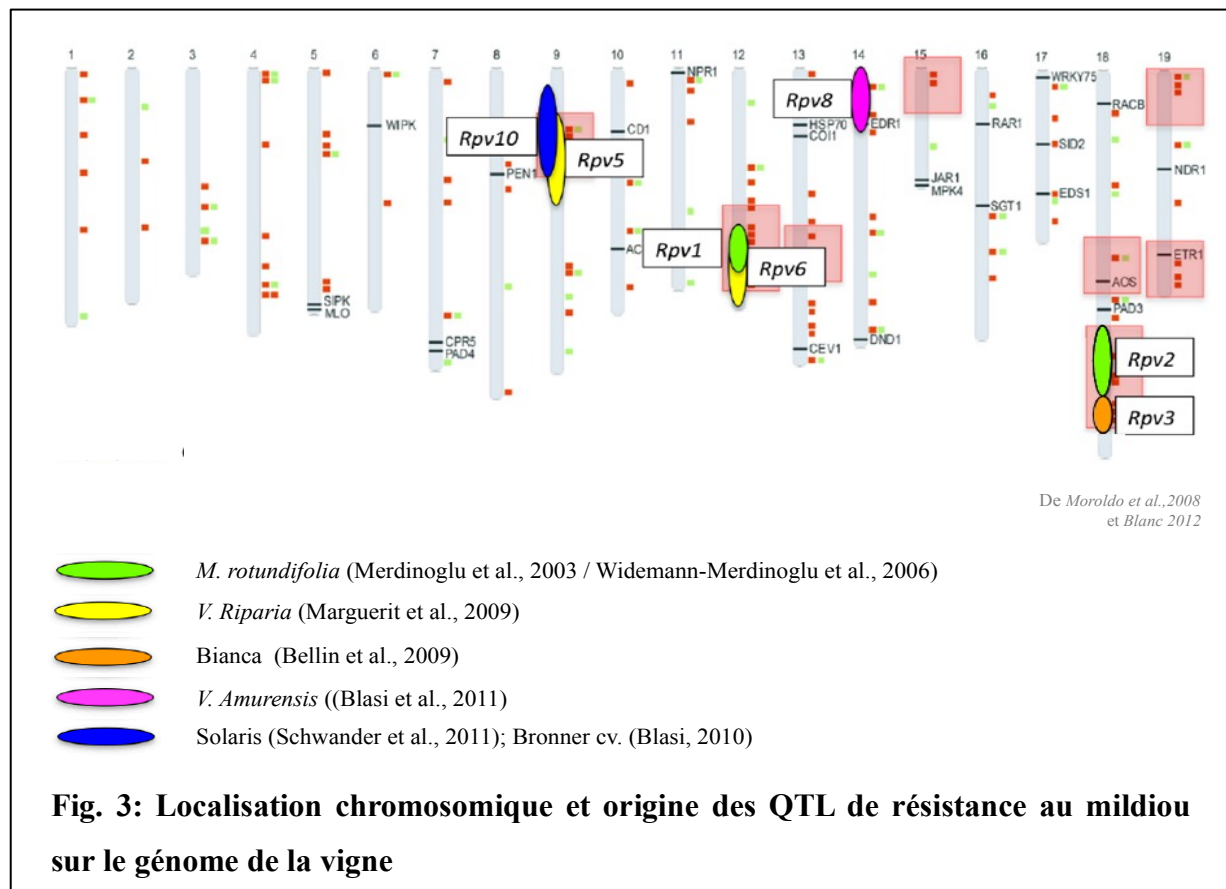 1 2 3 4 5 6 7 8 9 10 11 12 13 14 15 16 17 18 19
NPR1
WRKY75
RACB
Rpv8
WIPK
HSP70
EDR1
RAR1
COI1
CD1
Rpv10
SID2
Rpv5
PEN1
NDR1
JAR1
MPK4
EDS1
SGT1
Rpv1
AC
Rpv6
ETR1
AOS
SIPK
MLO
PAD3
CPR5
PAD4
CEV1
DND1
Rpv2
Rpv3
De Moroldo et al.,2008
et Blanc 2012
M. rotundifolia (Merdinoglu et al., 2003 / Widemann-Merdinoglu et al., 2006)
V. Riparia (Marguerit et al., 2009)
Bianca (Bellin et al., 2009)
V. Amurensis ((Blasi et al., 2011)
Solaris (Schwander et al., 2011); Bronner cv. (Blasi, 2010)
Fig. 3: Localisation chromosomique et origine des QTL de résistance au mildiou
sur le génome de la vigne